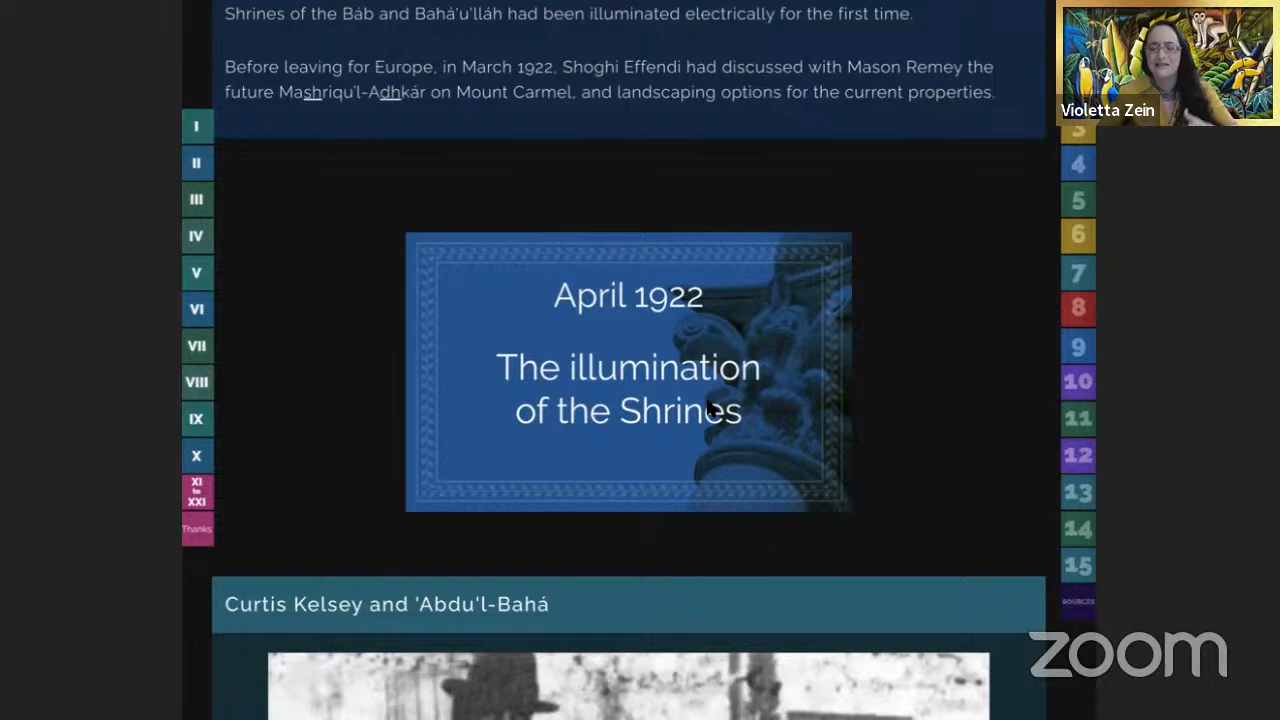 Shrines of the Báb and Bahá'u'lláh had been illuminated electrically for the first time.
Before leaving for Europe, in March 1922, Shoghi Effendi had discussed with Mason Remey the
future Mashriqu'l-Adhkár on Mount Carmel, and landscaping options for the current properties.
Violetta Zein
I
II
III
IV
V
VI
VII
VIII
IX
X
XI
to
XXI
Thanks
April 1922
The illumination
of the Shrines
Curtis Kelsey and 'Abdu'l-Bahá
3
4
5
6
7
8
9
10
11
12
13
14
15
SOURCES
zoom